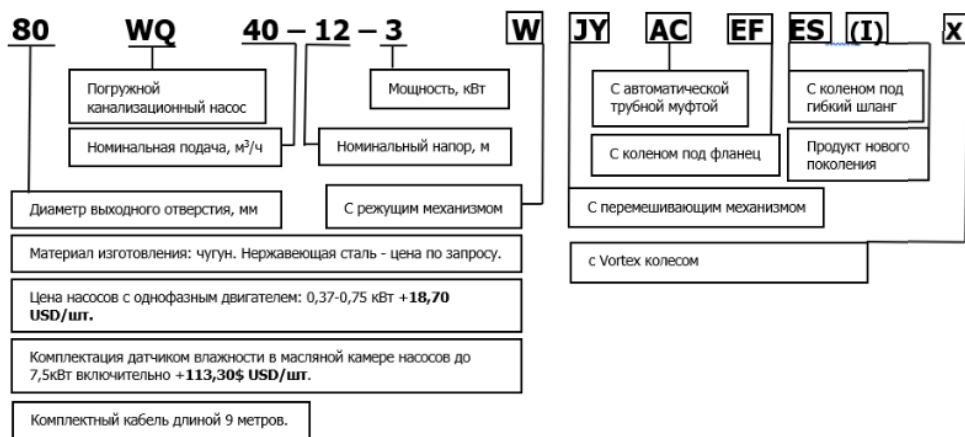 80 WQ 40 – 12 – 3 W JY AC EF ES (I) X
Погружной
канализационный насос
Мощность, кВт
С автоматической
трубной муфтой
С коленом под
гибкий шланг
Номинальная подача, м³/ч
Номинальный напор, м
С коленом под фланец
Продукт нового
поколения
Диаметр выходного отверстия, мм
С режущим механизмом
С перемешивающим механизмом
Материал изготовления: чугун. Нержавеющая сталь - цена по запросу.
с Vortex колесом
Цена насосов с однофазным двигателем: 0,37-0,75 кВт +18,70
USD/шт.
Комплектация датчиком влажности в масляной камере насосов до
7,5кВт включительно +113,30$ USD/шт.
Комплектный кабель длиной 9 метров.